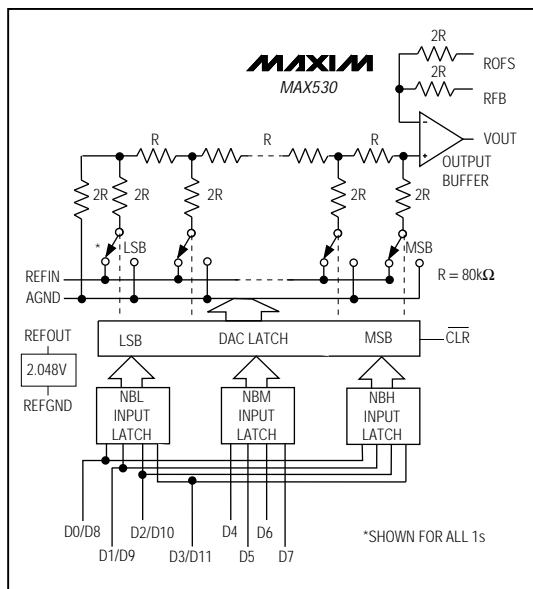 MAXIM
MAX530
2R
ROFS
2R
RFB
-
+
VOUT
OUTPUT
BUFFER
R
R
R
2R
2R
2R
2R
2R
*
LSB
MSB
REFIN
AGND
R = 80kΩ
LSB
DAC LATCH
MSB
CLR
REFOUT
2.048V
REFGND
NBL
INPUT
LATCH
NBM
INPUT
LATCH
NBH
INPUT
LATCH
D0/D8
D2/D10
D4
D6
D1/D9
D3/D11
D5
D7
*SHOWN FOR ALL 1s